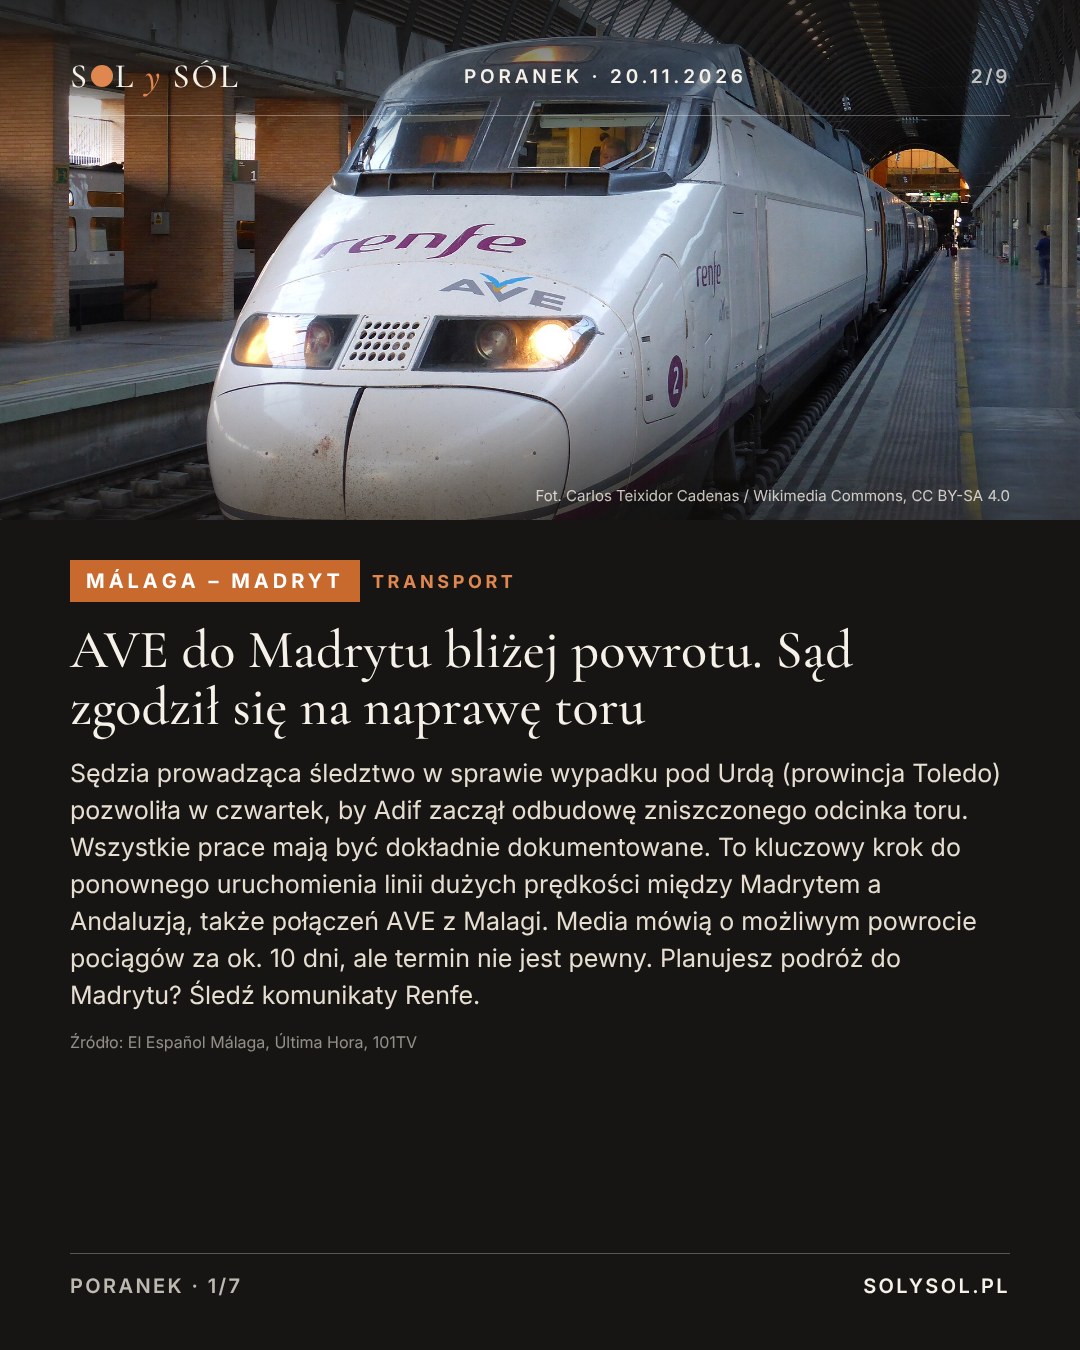 SOL y SÓL
PORANEK · 20.11.2026
2/9
1
renfe
AVE
renfe
2
Fot. Carlos Teixidor Cadenas / Wikimedia Commons, CC BY-SA 4.0
MÁLAGA – MADRYT
TRANSPORT
AVE do Madrytu bliżej powrotu. Sąd
zgodził się na naprawę toru
Sędzia prowadząca śledztwo w sprawie wypadku pod Urdą (prowincja Toledo)
pozwoliła w czwartek, by Adif zaczął odbudowę zniszczonego odcinka toru.
Wszystkie prace mają być dokładnie dokumentowane. To kluczowy krok do
ponownego uruchomienia linii dużych prędkości między Madrytem a
Andaluzją, także połączeń AVE z Malagi. Media mówią o możliwym powrocie
pociągów za ok. 10 dni, ale termin nie jest pewny. Planujesz podróż do
Madrytu? Śledź komunikaty Renfe.
Źródło: El Español Málaga, Última Hora, 101TV
PORANEK · 1/7
SOLYSOL.PL